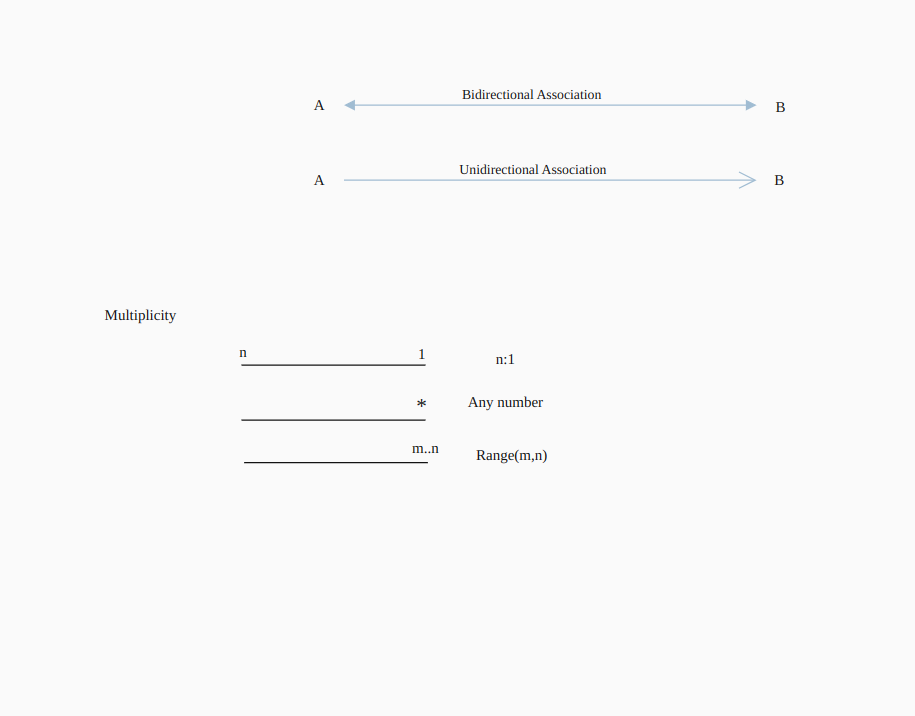 Bidirectional Association
A
B
Unidirectional Association
A
B
Multiplicity
n
1
n:1
*
Any number
m..n
Range(m,n)